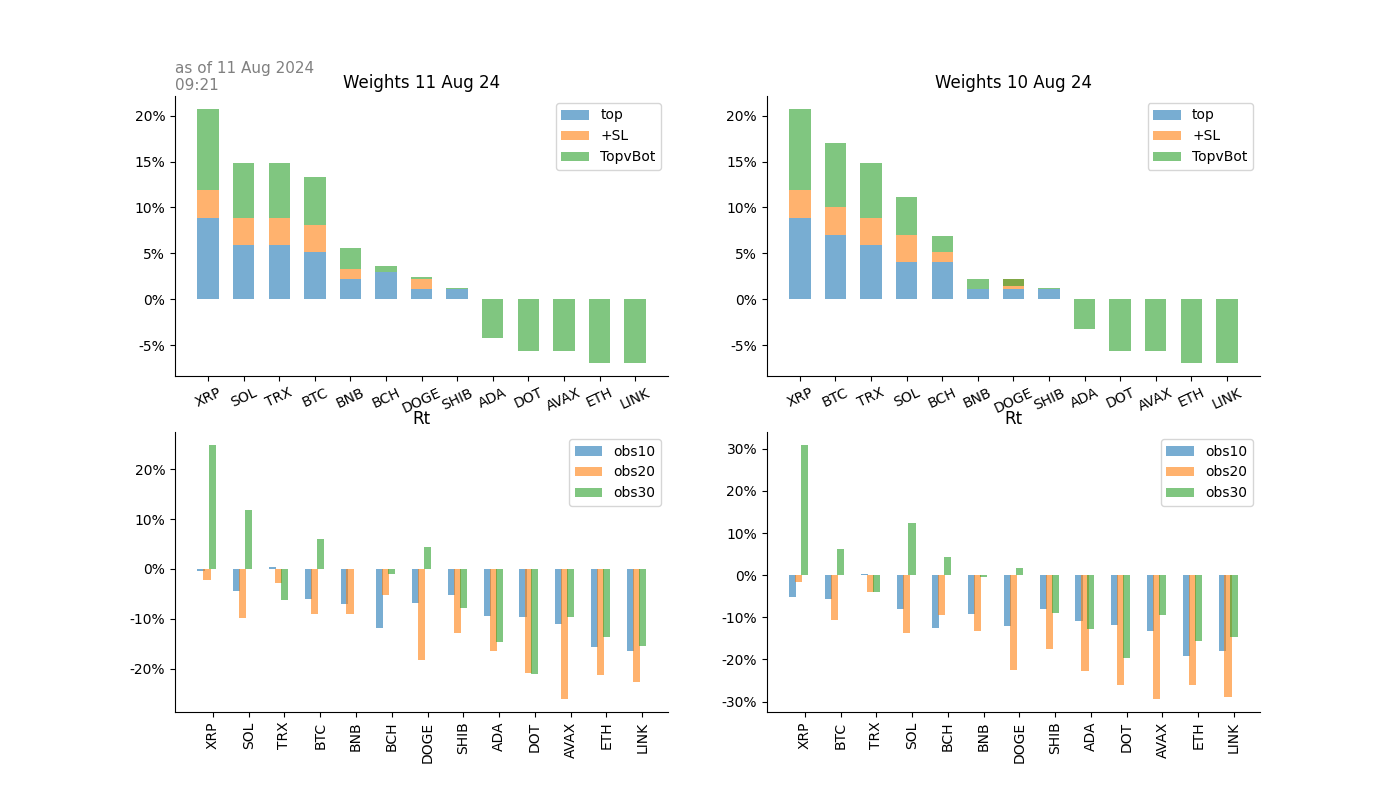 as of 11 Aug 2024
09:21
Weights 11 Aug 24
20%
15%
10%
5%
0%
-5%
top
+SL
TopvBot
XRP
SOL
TRX
BTC
BNB
BCH
DOGE
SHIB
ADA
DOT
AVAX
ETH
LINK
Weights 10 Aug 24
20%
15%
10%
5%
0%
-5%
top
+SL
TopvBot
XRP
BTC
TRX
SOL
BCH
BNB
DOGE
SHIB
ADA
DOT
AVAX
ETH
LINK
Rt
20%
10%
0%
-10%
-20%
obs10
obs20
obs30
XRP
SOL
TRX
BTC
BNB
BCH
DOGE
SHIB
ADA
DOT
AVAX
ETH
LINK
Rt
30%
20%
10%
0%
-10%
-20%
-30%
obs10
obs20
obs30
XRP
BTC
TRX
SOL
BCH
BNB
DOGE
SHIB
ADA
DOT
AVAX
ETH
LINK